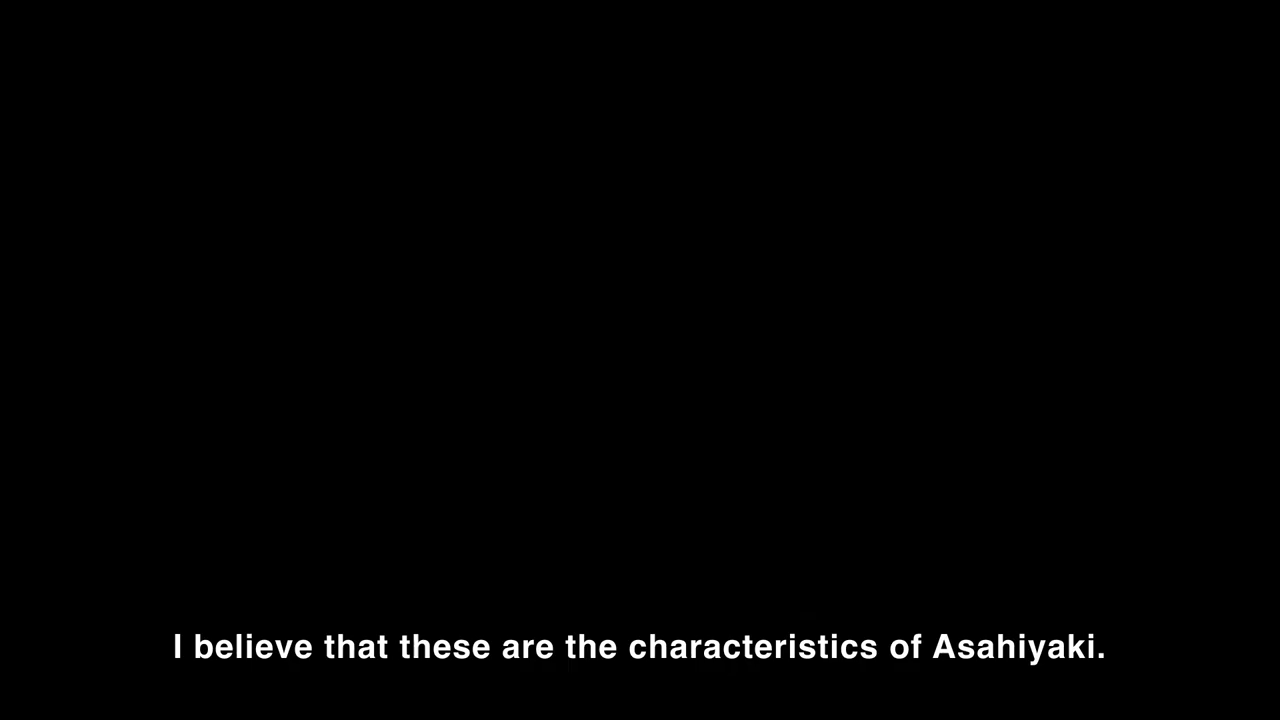 I believe that these are the characteristics of Asahiyaki.